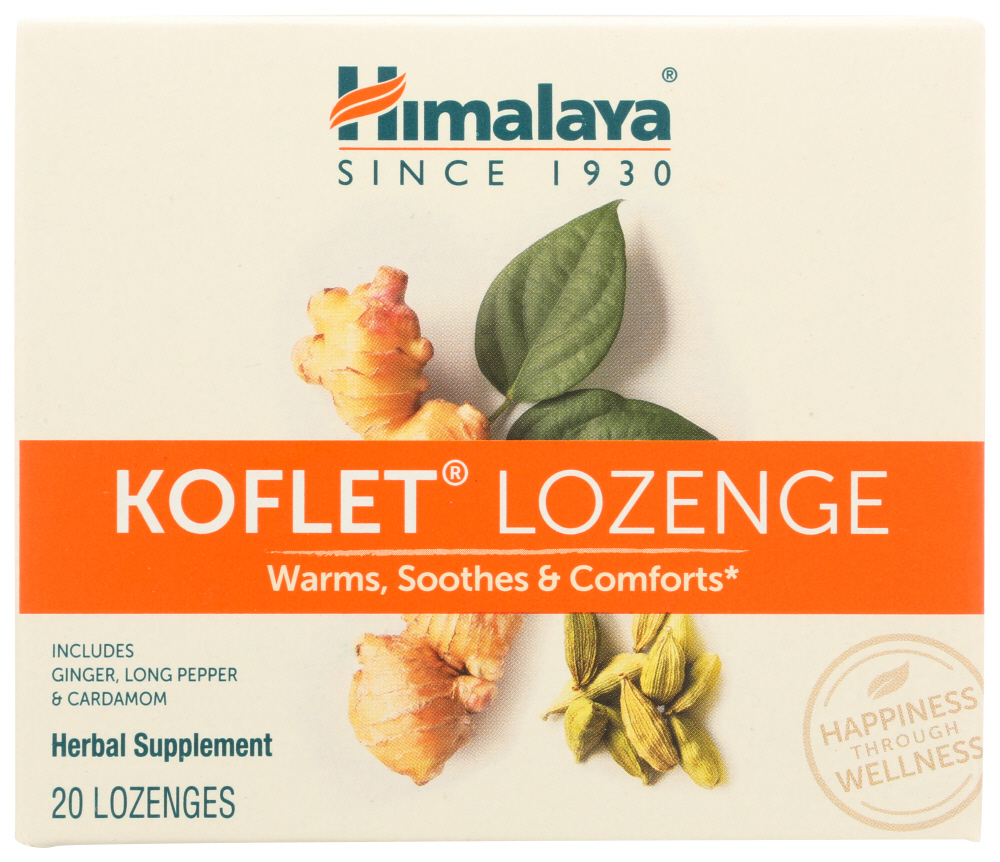 Himalaya®
SINCE 1930
KOFLET® LOZENGE
Warms, Soothes & Comforts*
INCLUDES
GINGER, LONG PEPPER
& CARDAMOM
Herbal Supplement
20 LOZENGES
HAPPINESS
THROUGH
WELLNESS